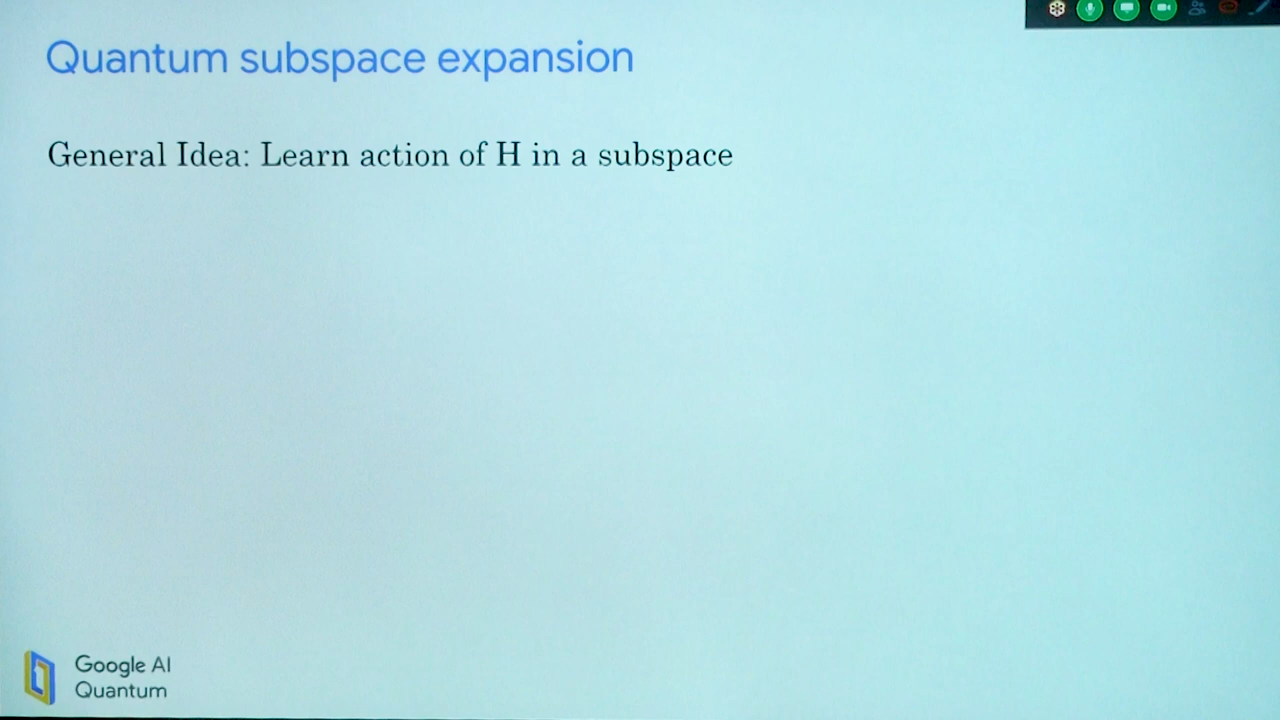 Quantum subspace expansion
General Idea: Learn action of H in a subspace
Google AI
Quantum